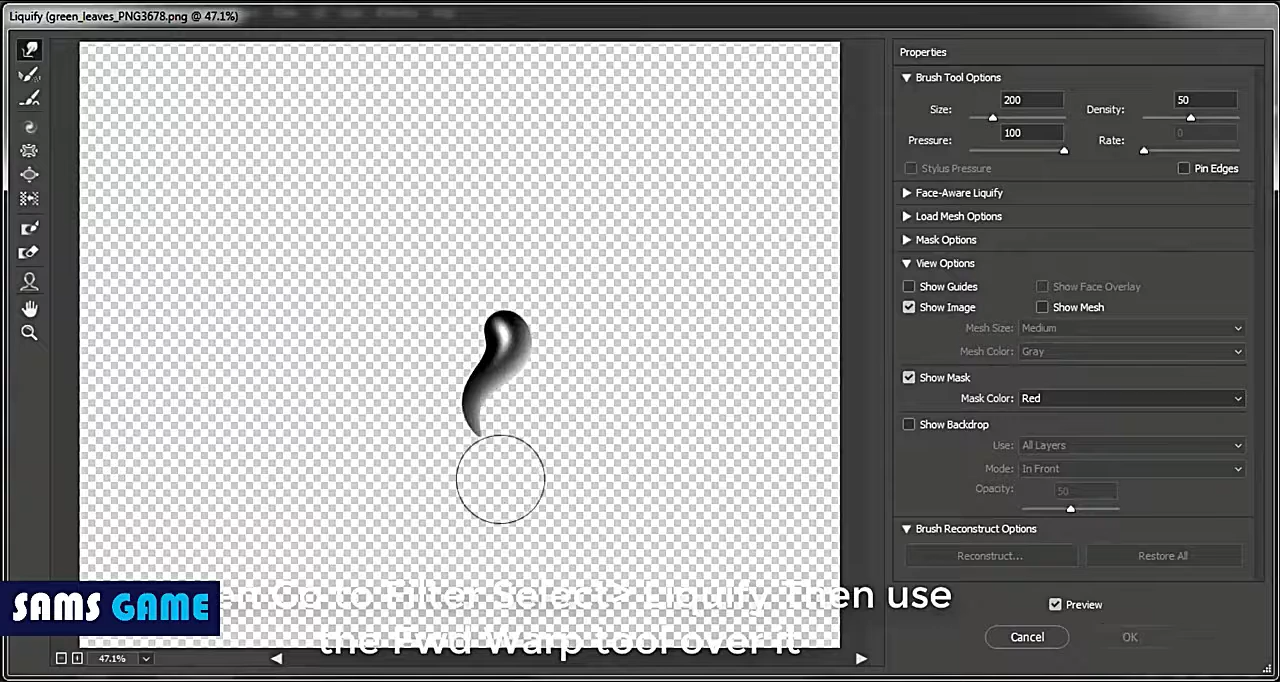 Liquify (green_leaves_PNG3678.png @ 47.1%)
Properties
Brush Tool Options
Size: 200 Density: 50
Pressure: 100 Rate: 0
Stylus Pressure Pin Edges
Face-Aware Liquify
Load Mesh Options
Mask Options
View Options
Show Guides Show Face Overlay
Show Image Show Mesh
Mesh Size: Medium
Mesh Color: Gray
Show Mask
Mask Color: Red
Show Backdrop
Use: All Layers
Mode: In Front
Opacity: 50
Brush Reconstruct Options
Reconstruct... Restore All
Preview
Cancel OK
SAMS GAME
Go to Filter Select> Liquify Then use
the Fwd Warp tool over it
47.1%